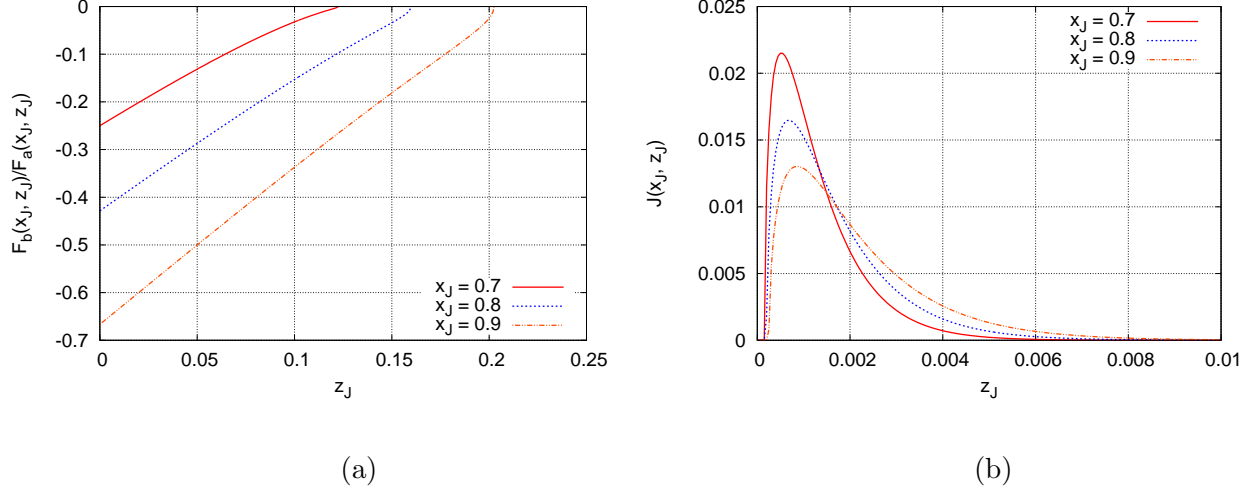 0
-0.1
-0.2
-0.3
-0.4
-0.5
-0.6
-0.7
F_b(x_J, z_J)/F_a(x_J, z_J)
x_J = 0.7
x_J = 0.8
x_J = 0.9
0 0.05 0.1 0.15 0.2 0.25
z_J
(a)
0.025
0.02
0.015
0.01
0.005
0
J(x_J, z_J)
x_J = 0.7
x_J = 0.8
x_J = 0.9
0 0.002 0.004 0.006 0.008 0.01
z_J
(b)